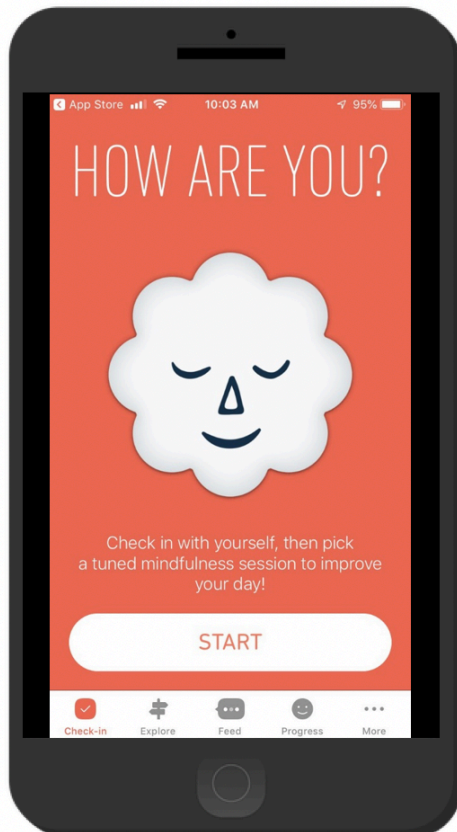 App Store 10:03 AM 95%
HOW ARE YOU?
Check in with yourself, then pick
a tuned mindfulness session to improve
your day!
START
Check-in Explore Feed Progress More